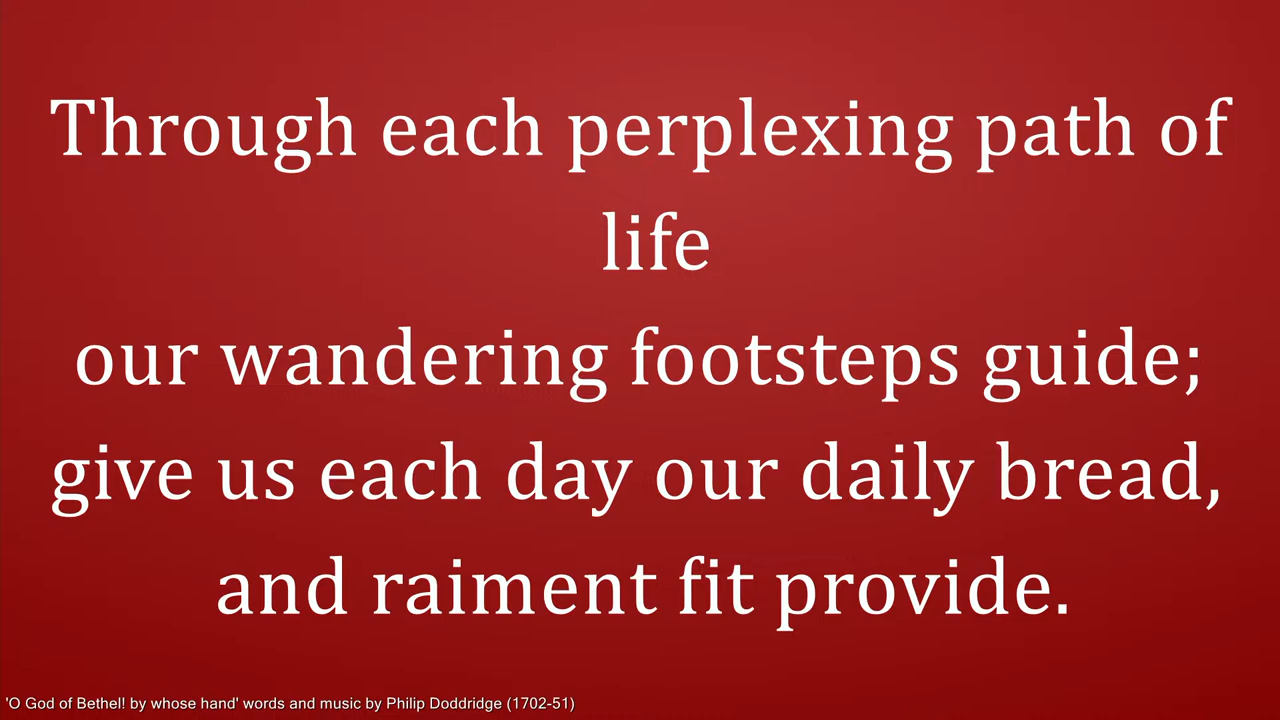 Through each perplexing path of
life
our wandering footsteps guide;
give us each day our daily bread,
and raiment fit provide.
'O God of Bethel! by whose hand' words and music by Philip Doddridge (1702-51)